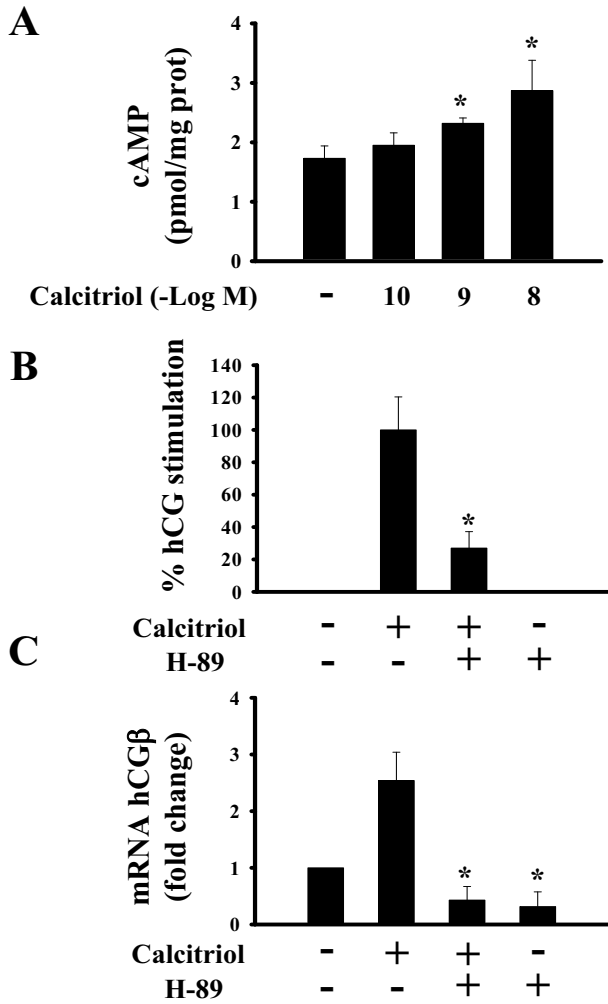 A
cAMP
(pmol/mg prot)
4
3
2
1
0
* *
Calcitriol (-Log M) - 10 9 8
B
% hCG stimulation
140
120
100
80
60
40
20
0
*
Calcitriol - + + -
H-89 - - + +
C
mRNA hCGβ
(fold change)
4
3
2
1
0
* *
Calcitriol - + + -
H-89 - - + +